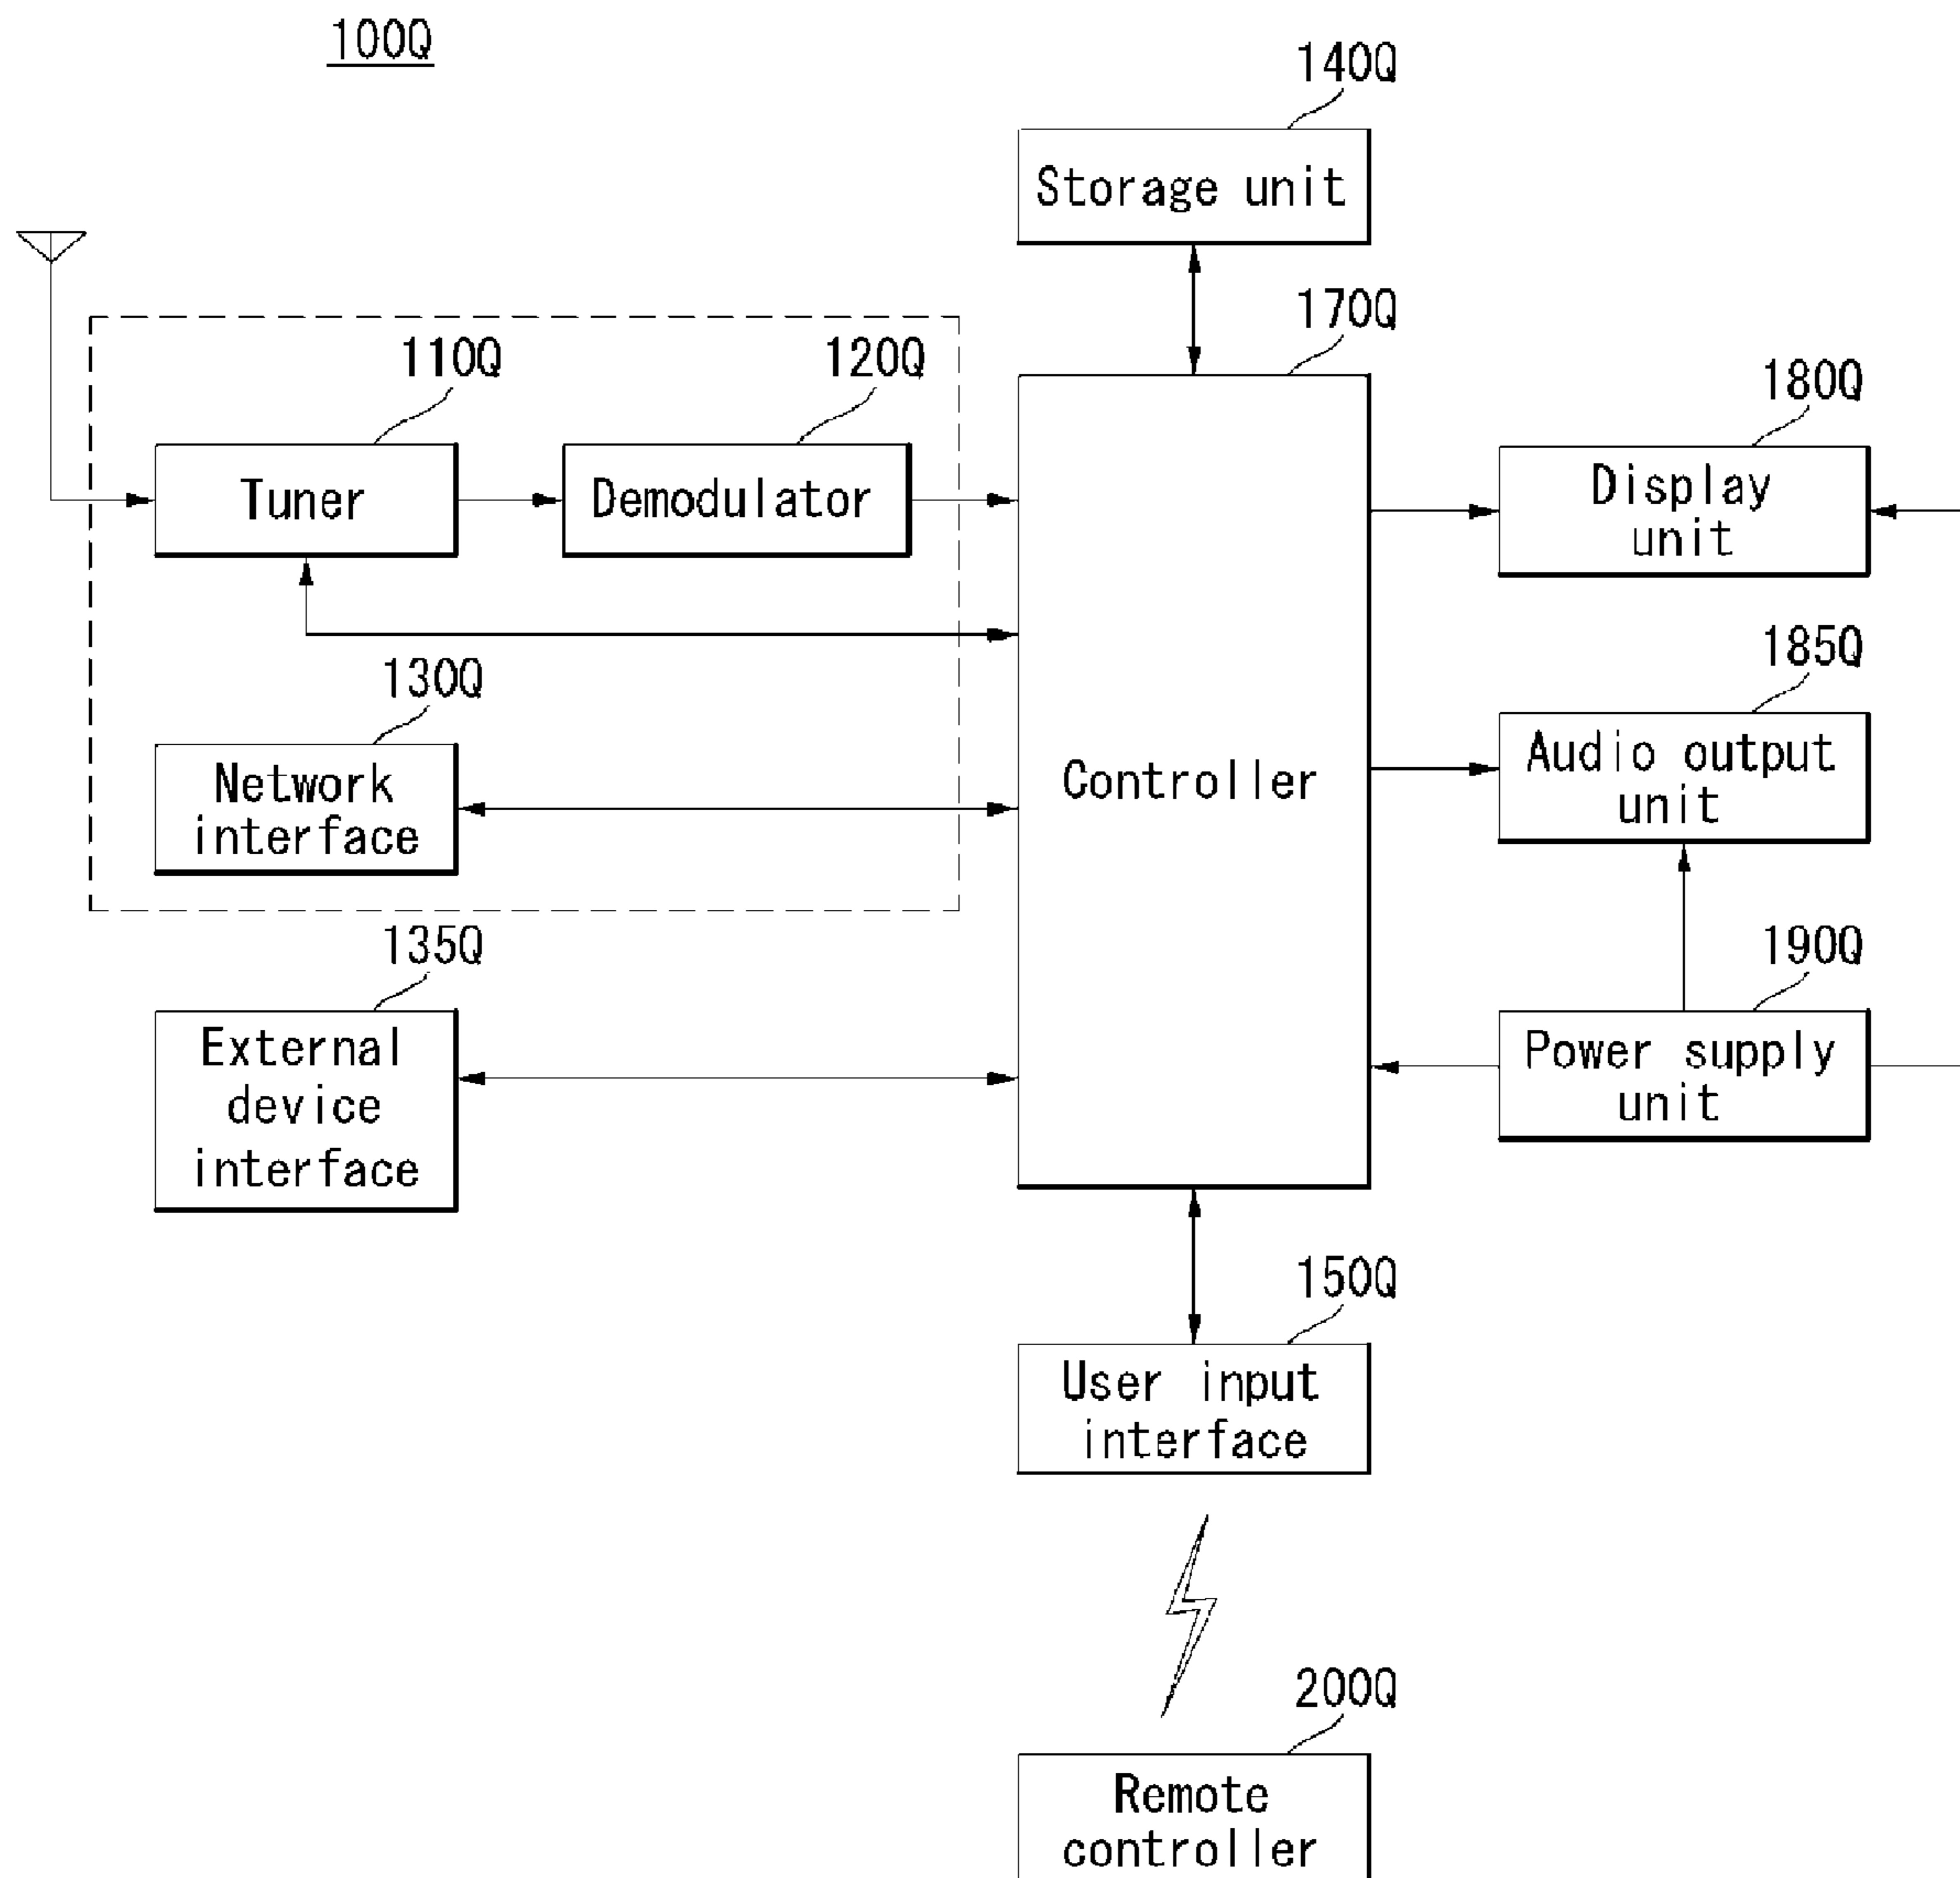 100Q
140Q
Storage unit
170Q
110Q
120Q
180Q
Tuner
Demodulator
Display
unit
130Q
185Q
Network
interface
Controller
Audio output
unit
135Q
190Q
External
device
interface
Power supply
unit
150Q
User input
interface
200Q
Remote
controller